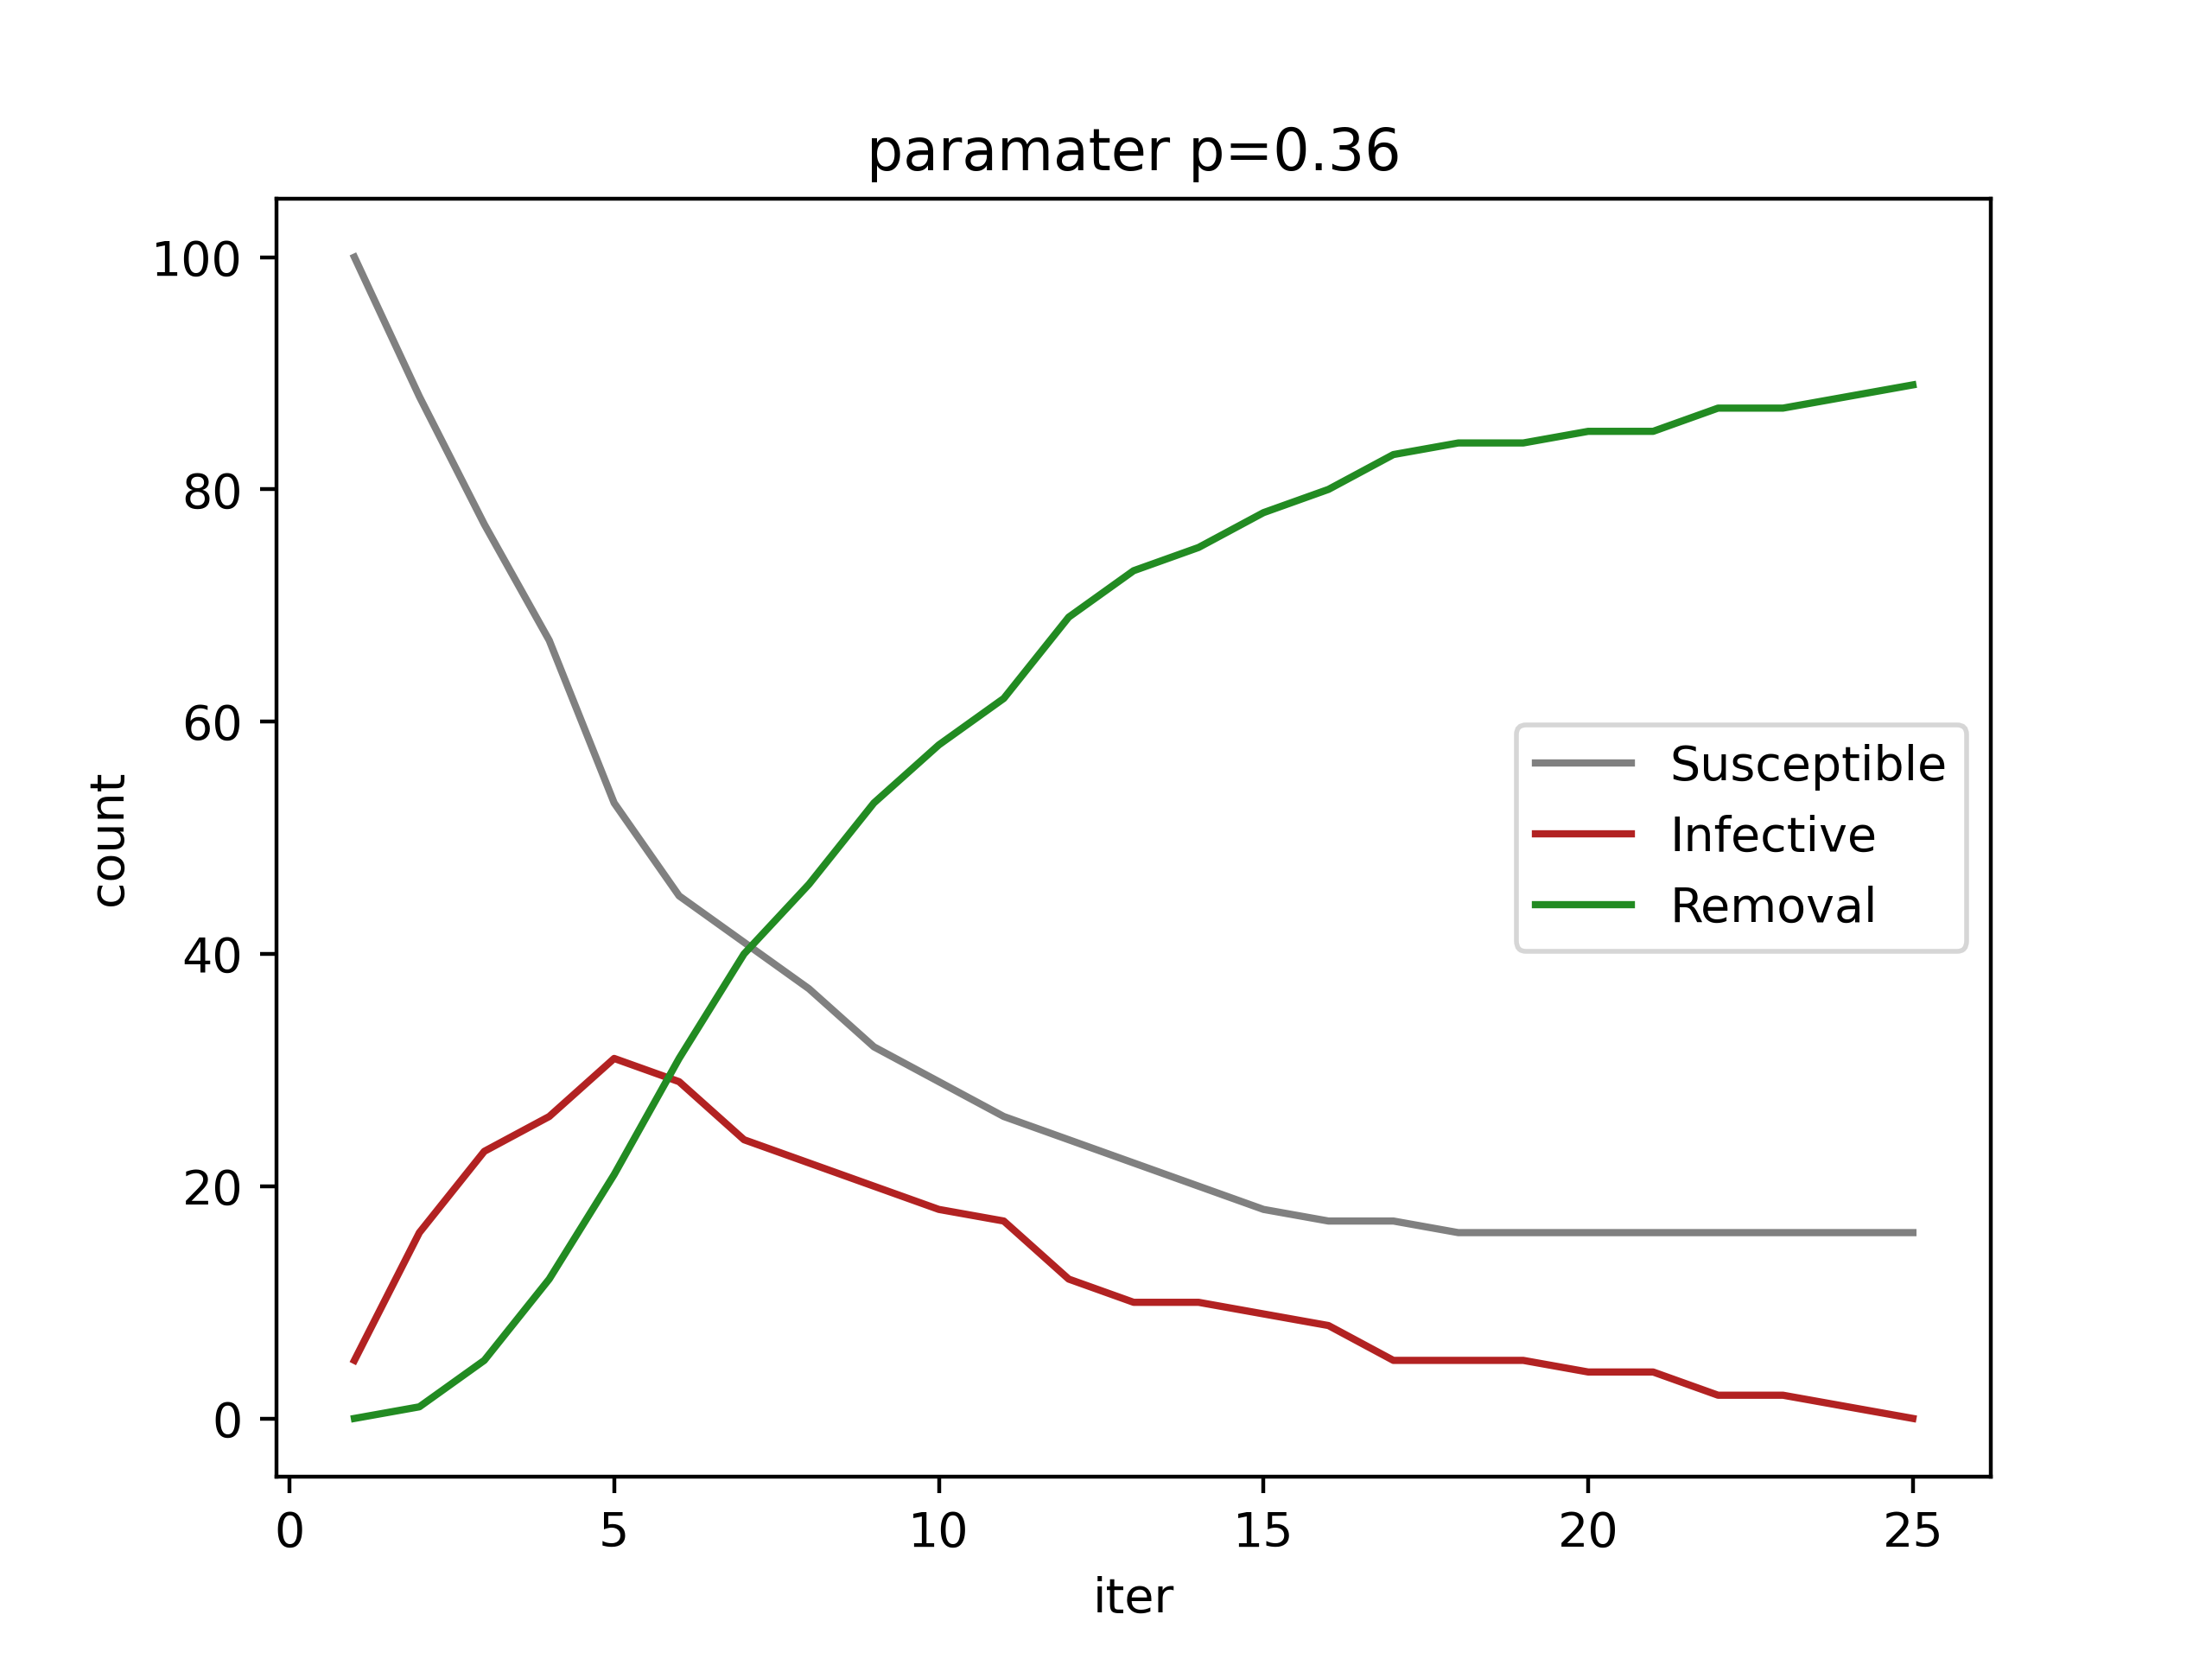 paramater p=0.36
100
80
60
40
20
0
count
Susceptible
Infective
Removal
0 5 10 15 20 25
iter